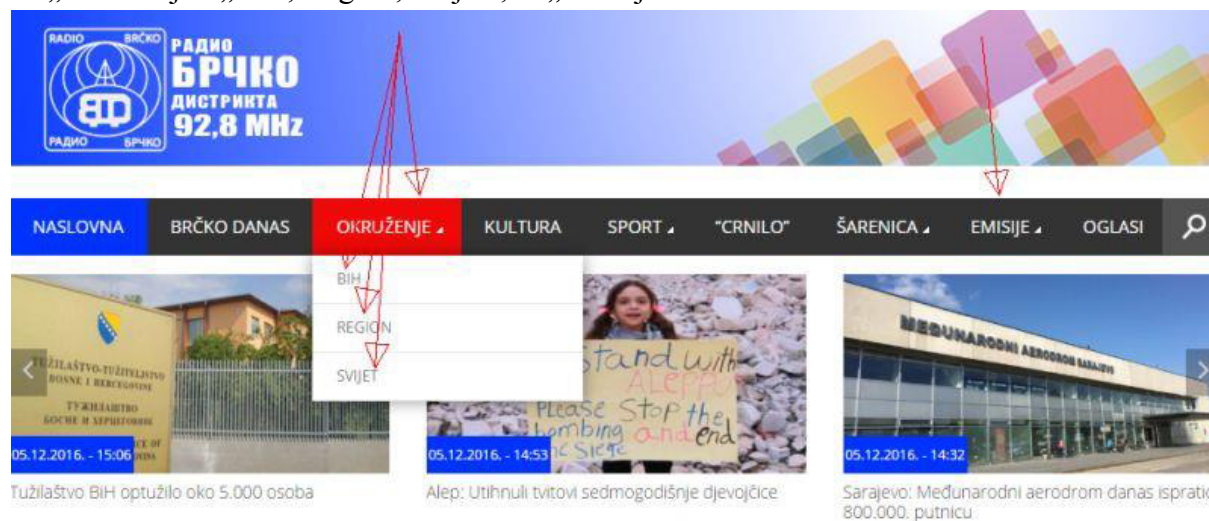 RADIO BRČKO
РАДИО БРЧКО
РАДИО
БРЧКО
ДИСТРИКТА
92,8 MHz
NASLOVNA BRČKO DANAS OKRUŽENJE KULTURA SPORT "CRNILO" ŠARENICA EMISIJE OGLASI
BIH
REGION
SVIJET
TUŽILAŠTVO-TUŽITELJSTVO
BOSNE I HERCEGOVINE
ТУЖИЛАШТВО
БОСНЕ И ХЕРЦЕГОВИНЕ
stand with
ALEPPO
PLEASE Stop the
bombing and end
Siege
MEĐUNARODNI AERODROM SARAJEVO
05.12.2016. - 15:06
05.12.2016. - 14:53
05.12.2016. - 14:32
Tužilaštvo BiH optužilo oko 5.000 osoba
Alep: Utihnuli tvitovi sedmogodišnje djevojčice
Sarajevo: Međunarodni aerodrom danas ispratio
800.000. putnicu